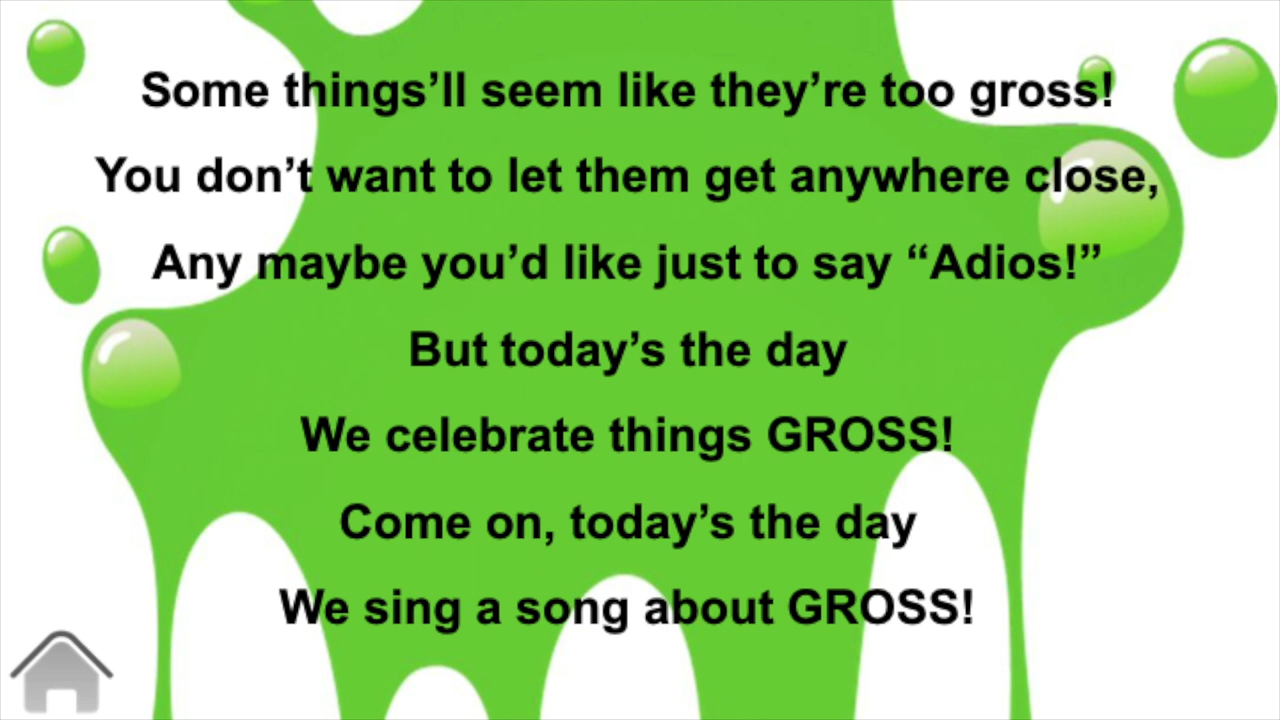 Some things’ll seem like they’re too gross!
You don’t want to let them get anywhere close,
Any maybe you’d like just to say “Adios!”
But today’s the day
We celebrate things GROSS!
Come on, today’s the day
We sing a song about GROSS!